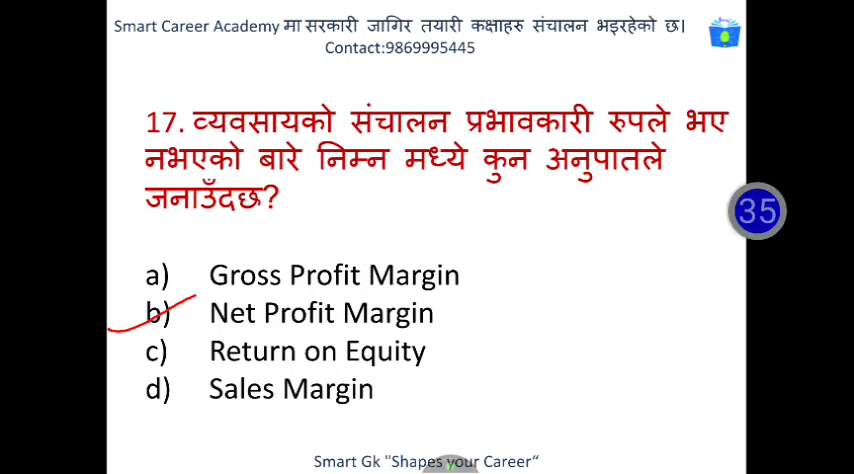 Smart Career Academy मा सरकारी जागिर तयारी कक्षाहरु संचालन भइरहेको छ।
Contact:9869995445
17. व्यवसायको संचालन प्रभावकारी रुपले भए
नभएको बारे निम्न मध्ये कुन अनुपातले
जनाउँदछ?
35
a) Gross Profit Margin
b) Net Profit Margin
c) Return on Equity
d) Sales Margin
Smart Gk "Shapes your Career“